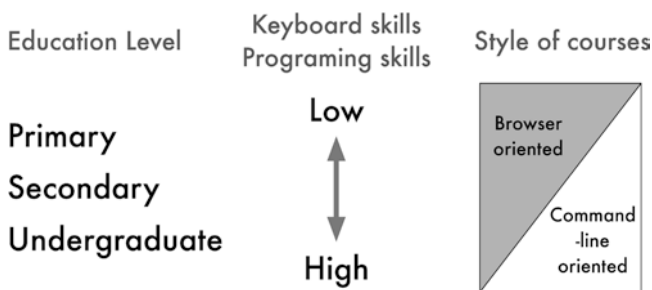 Education Level
Keyboard skills
Programing skills
Style of courses
Primary
Secondary
Undergraduate
Low
High
Browser
oriented
Command
-line
oriented